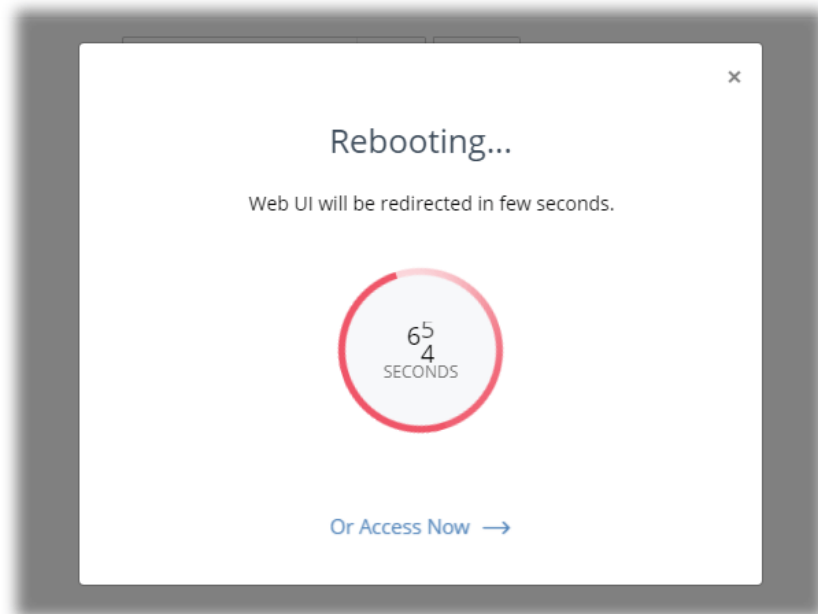 ×
Rebooting...
Web UI will be redirected in few seconds.
65
4
SECONDS
Or Access Now →